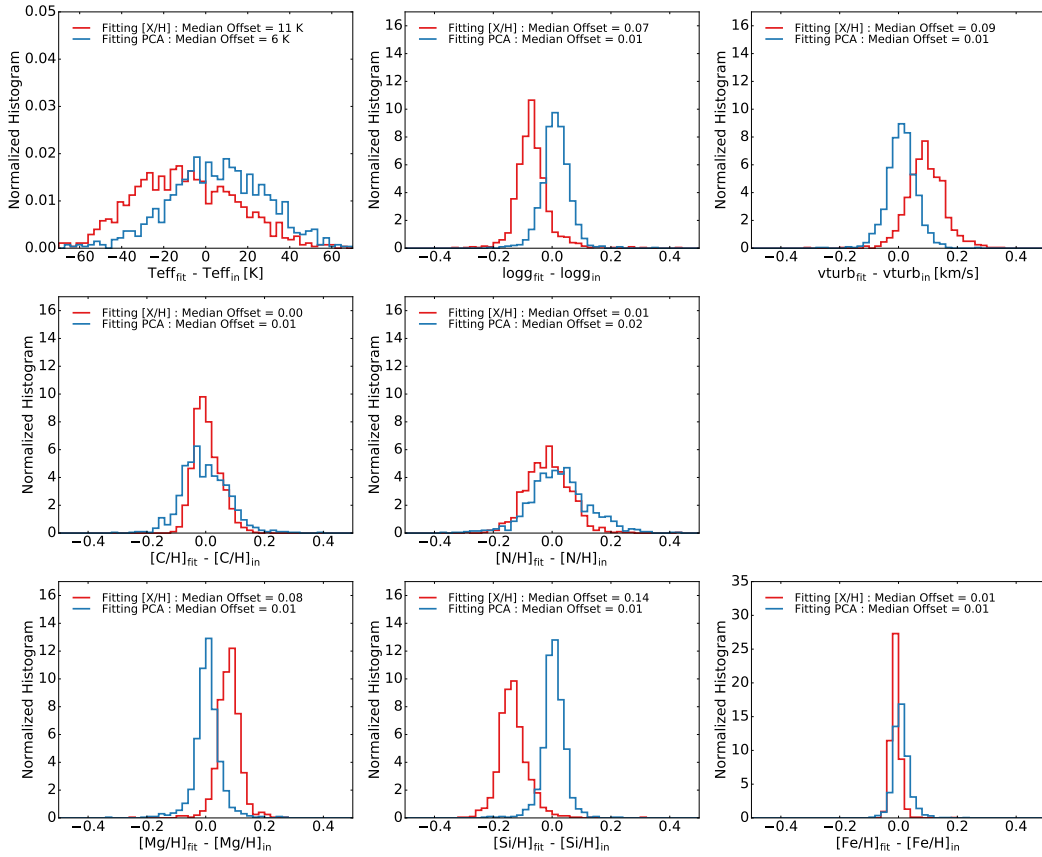 Fitting [X/H] : Median Offset = 11 K
Fitting PCA : Median Offset = 6 K
Normalized Histogram
0.05
0.04
0.03
0.02
0.01
0.00
−60 −40 −20 0 20 40 60
Teff_fit - Teff_in [K]
Fitting [X/H] : Median Offset = 0.07
Fitting PCA : Median Offset = 0.01
Normalized Histogram
16
14
12
10
8
6
4
2
0
−0.4 −0.2 0.0 0.2 0.4
logg_fit - logg_in
Fitting [X/H] : Median Offset = 0.09
Fitting PCA : Median Offset = 0.01
Normalized Histogram
16
14
12
10
8
6
4
2
0
−0.4 −0.2 0.0 0.2 0.4
vturb_fit - vturb_in [km/s]
Fitting [X/H] : Median Offset = 0.00
Fitting PCA : Median Offset = 0.01
Normalized Histogram
16
14
12
10
8
6
4
2
0
−0.4 −0.2 0.0 0.2 0.4
[C/H]_fit - [C/H]_in
Fitting [X/H] : Median Offset = 0.01
Fitting PCA : Median Offset = 0.02
Normalized Histogram
16
14
12
10
8
6
4
2
0
−0.4 −0.2 0.0 0.2 0.4
[N/H]_fit - [N/H]_in
Fitting [X/H] : Median Offset = 0.08
Fitting PCA : Median Offset = 0.01
Normalized Histogram
16
14
12
10
8
6
4
2
0
−0.4 −0.2 0.0 0.2 0.4
[Mg/H]_fit - [Mg/H]_in
Fitting [X/H] : Median Offset = 0.14
Fitting PCA : Median Offset = 0.01
Normalized Histogram
16
14
12
10
8
6
4
2
0
−0.4 −0.2 0.0 0.2 0.4
[Si/H]_fit - [Si/H]_in
Fitting [X/H] : Median Offset = 0.01
Fitting PCA : Median Offset = 0.01
Normalized Histogram
35
30
25
20
15
10
5
0
−0.4 −0.2 0.0 0.2 0.4
[Fe/H]_fit - [Fe/H]_in